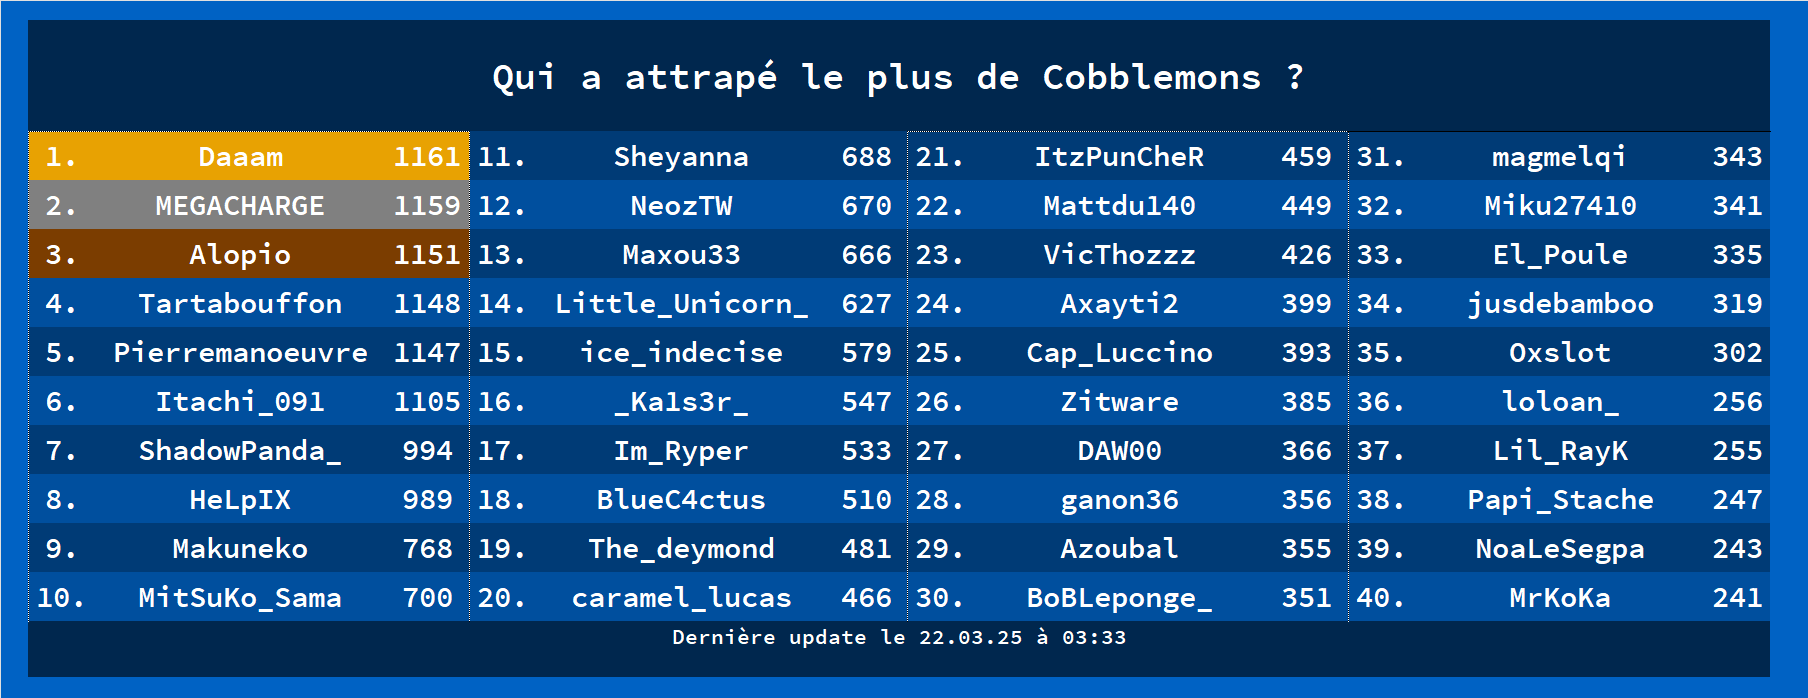 Qui a attrapé le plus de Cobblemons ?
1. Daaam 1161 11. Sheyanna 688 21. ItzPunCheR 459 31. magmelqi 343
2. MEGACHARGE 1159 12. NeozTW 670 22. Mattdu140 449 32. Miku27410 341
3. Alopio 1151 13. Maxou33 666 23. VicThozzz 426 33. El_Poule 335
4. Tartabouffon 1148 14. Little_Unicorn_ 627 24. Axayti2 399 34. jusdebamboo 319
5. Pierremanoeuvre 1147 15. ice_indecise 579 25. Cap_Luccino 393 35. Oxslot 302
6. Itachi_091 1105 16. _Ka1s3r_ 547 26. Zitware 385 36. loloan_ 256
7. ShadowPanda_ 994 17. Im_Ryper 533 27. DAW00 366 37. Lil_RayK 255
8. HeLpIX 989 18. BlueC4ctus 510 28. ganon36 356 38. Papi_Stache 247
9. Makuneko 768 19. The_deymond 481 29. Azoubal 355 39. NoaLeSegpa 243
10. MitSuKo_Sama 700 20. caramel_lucas 466 30. BoBLeponge_ 351 40. MrKoKa 241
Dernière update le 22.03.25 à 03:33